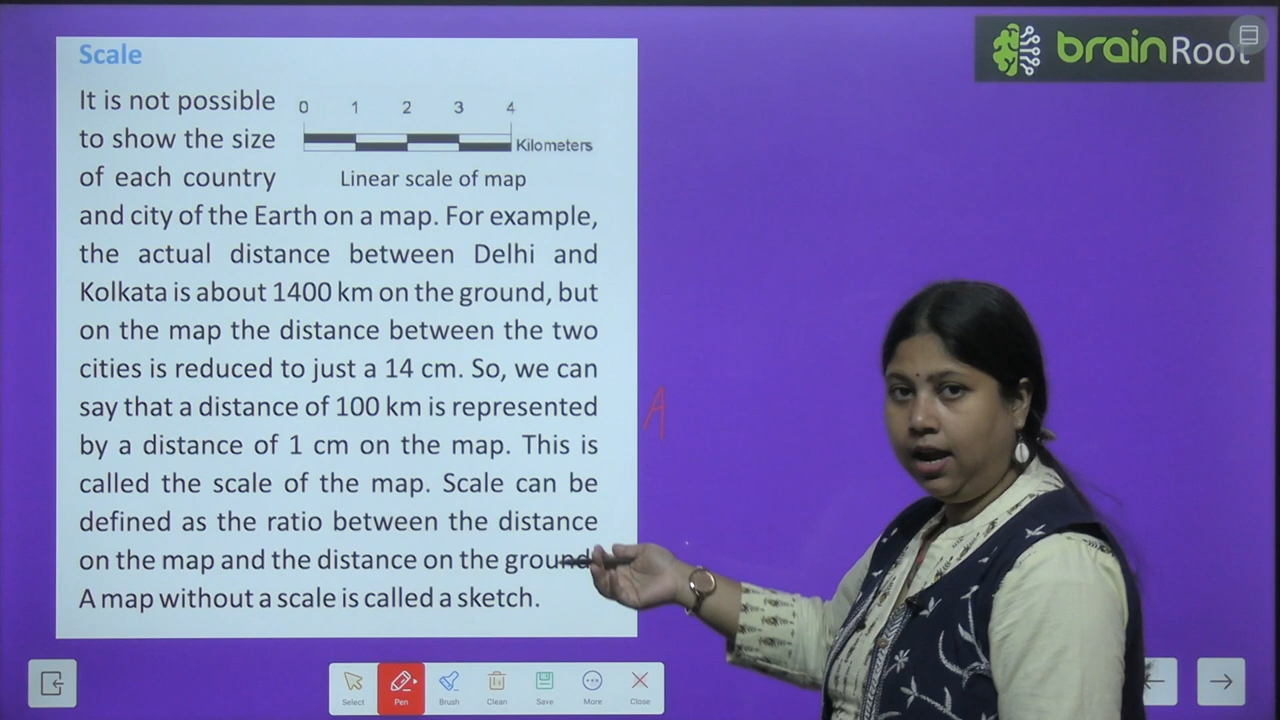 Scale
It is not possible
to show the size
of each country
0 1 2 3 4
Kilometers
Linear scale of map
and city of the Earth on a map. For example,
the actual distance between Delhi and
Kolkata is about 1400 km on the ground, but
on the map the distance between the two
cities is reduced to just a 14 cm. So, we can
say that a distance of 100 km is represented
by a distance of 1 cm on the map. This is
called the scale of the map. Scale can be
defined as the ratio between the distance
on the map and the distance on the ground
A map without a scale is called a sketch.
brainRoot
A
Select Pen Brush Clean Save More Close